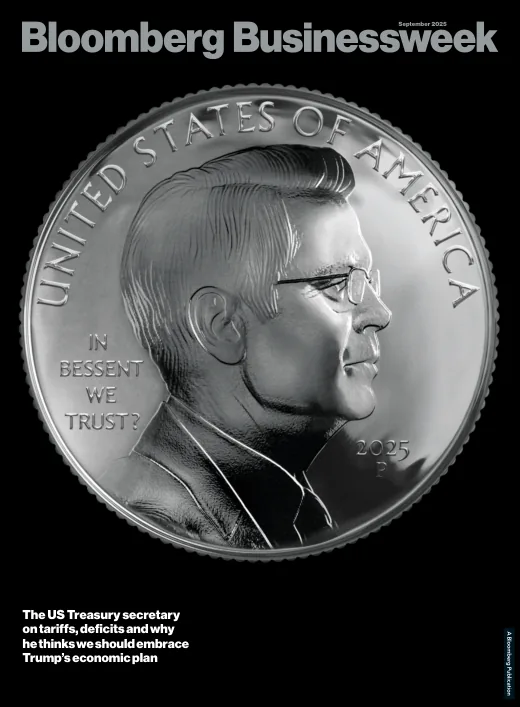 September 2025
Bloomberg Businessweek
UNITED STATES OF AMERICA
IN
BESSENT
WE
TRUST?
2025
P
The US Treasury secretary
on tariffs, deficits and why
he thinks we should embrace
Trump's economic plan
A Bloomberg Publication